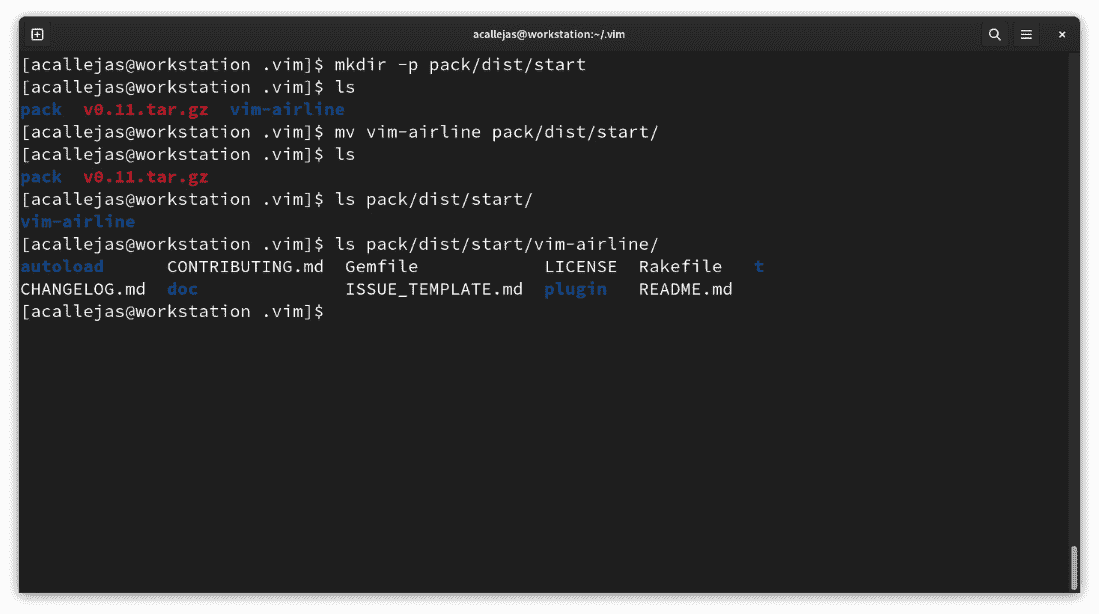 acallejas@workstation:~/.vim
[acallejas@workstation .vim]$ mkdir -p pack/dist/start
[acallejas@workstation .vim]$ ls
pack  v0.11.tar.gz  vim-airline
[acallejas@workstation .vim]$ mv vim-airline pack/dist/start/
[acallejas@workstation .vim]$ ls
pack  v0.11.tar.gz
[acallejas@workstation .vim]$ ls pack/dist/start/
vim-airline
[acallejas@workstation .vim]$ ls pack/dist/start/vim-airline/
autoload      CONTRIBUTING.md  Gemfile            LICENSE  Rakefile   t
CHANGELOG.md  doc              ISSUE_TEMPLATE.md  plugin   README.md
[acallejas@workstation .vim]$